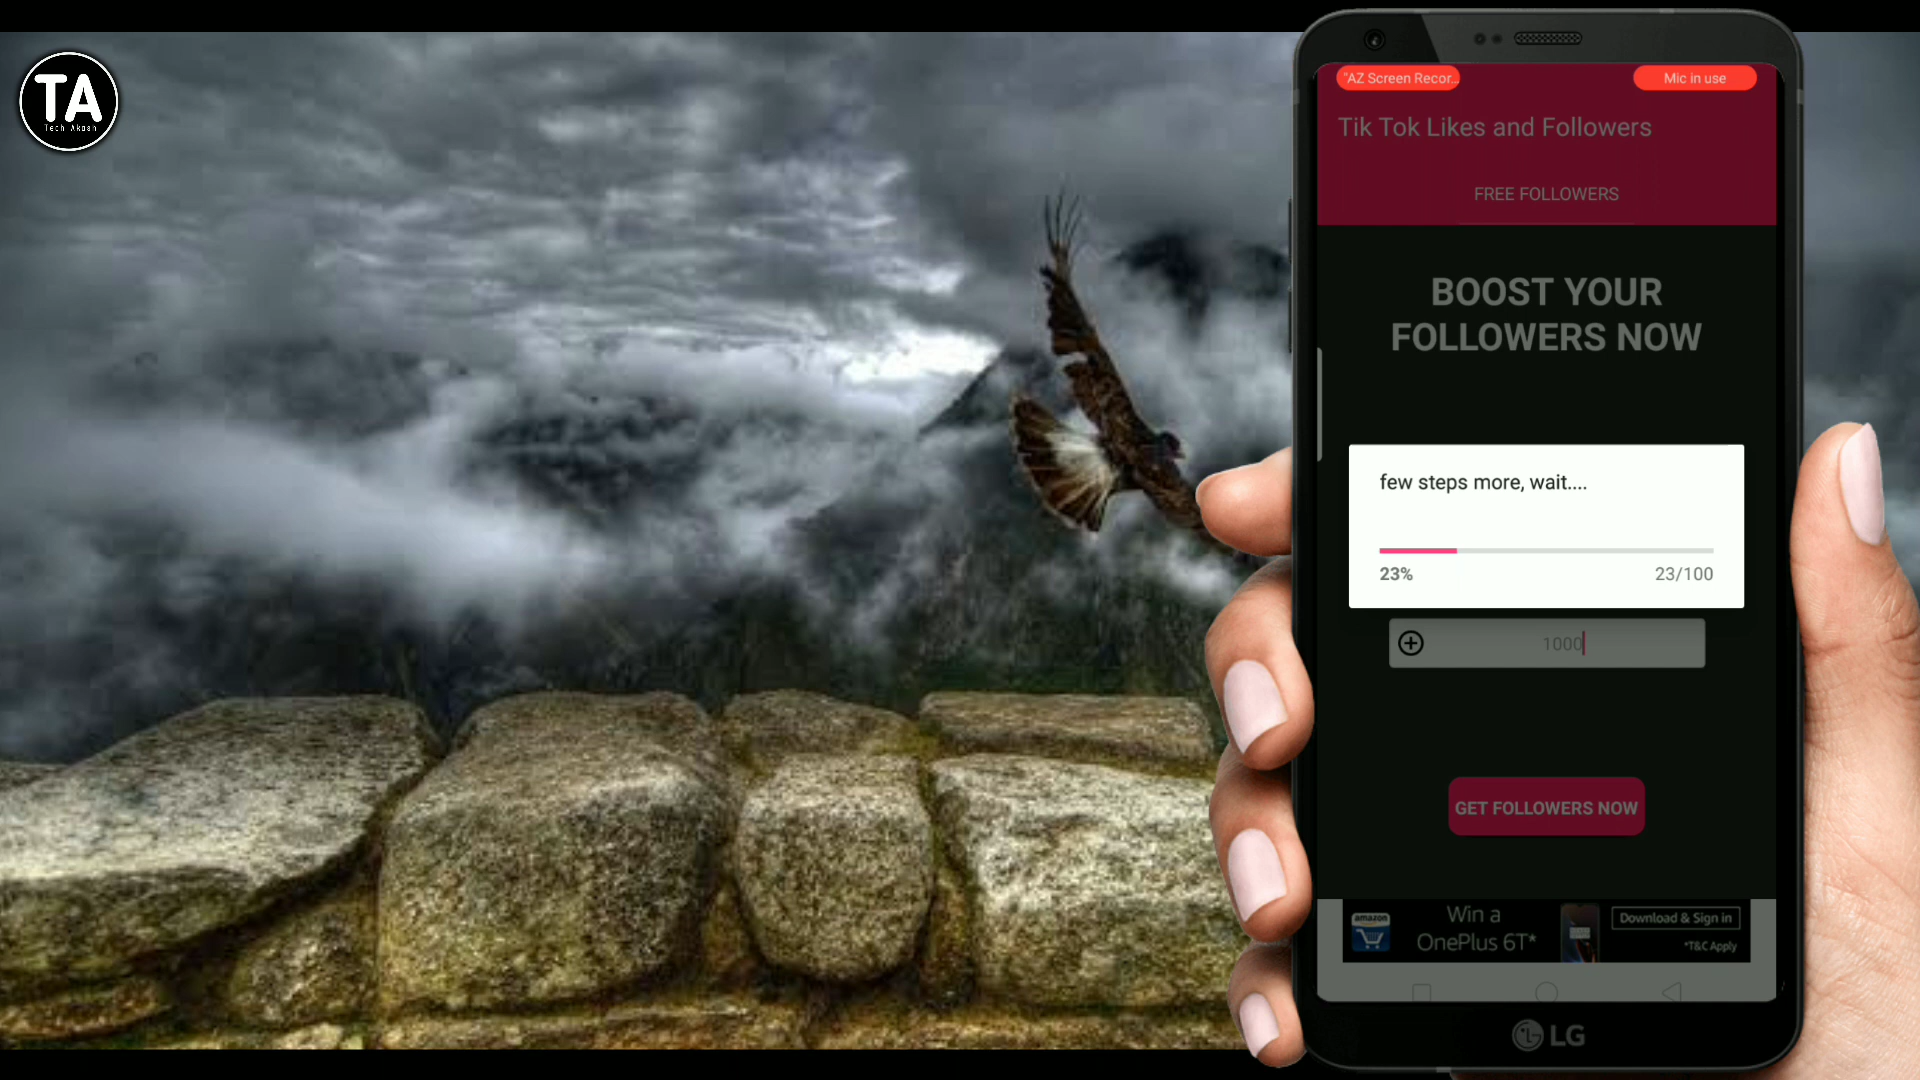 TA
Tech Akash
"AZ Screen Recor...
Mic in use
Tik Tok Likes and Followers
FREE FOLLOWERS
BOOST YOUR
FOLLOWERS NOW
few steps more, wait....
23%
23/100
1000
GET FOLLOWERS NOW
amazon
Win a
OnePlus 6T*
Download & Sign in
*T&C Apply
LG